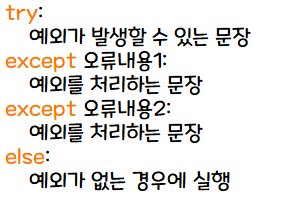 try:
예외가 발생할 수 있는 문장
except 오류내용1:
예외를 처리하는 문장
except 오류내용2:
예외를 처리하는 문장
else:
예외가 없는 경우에 실행